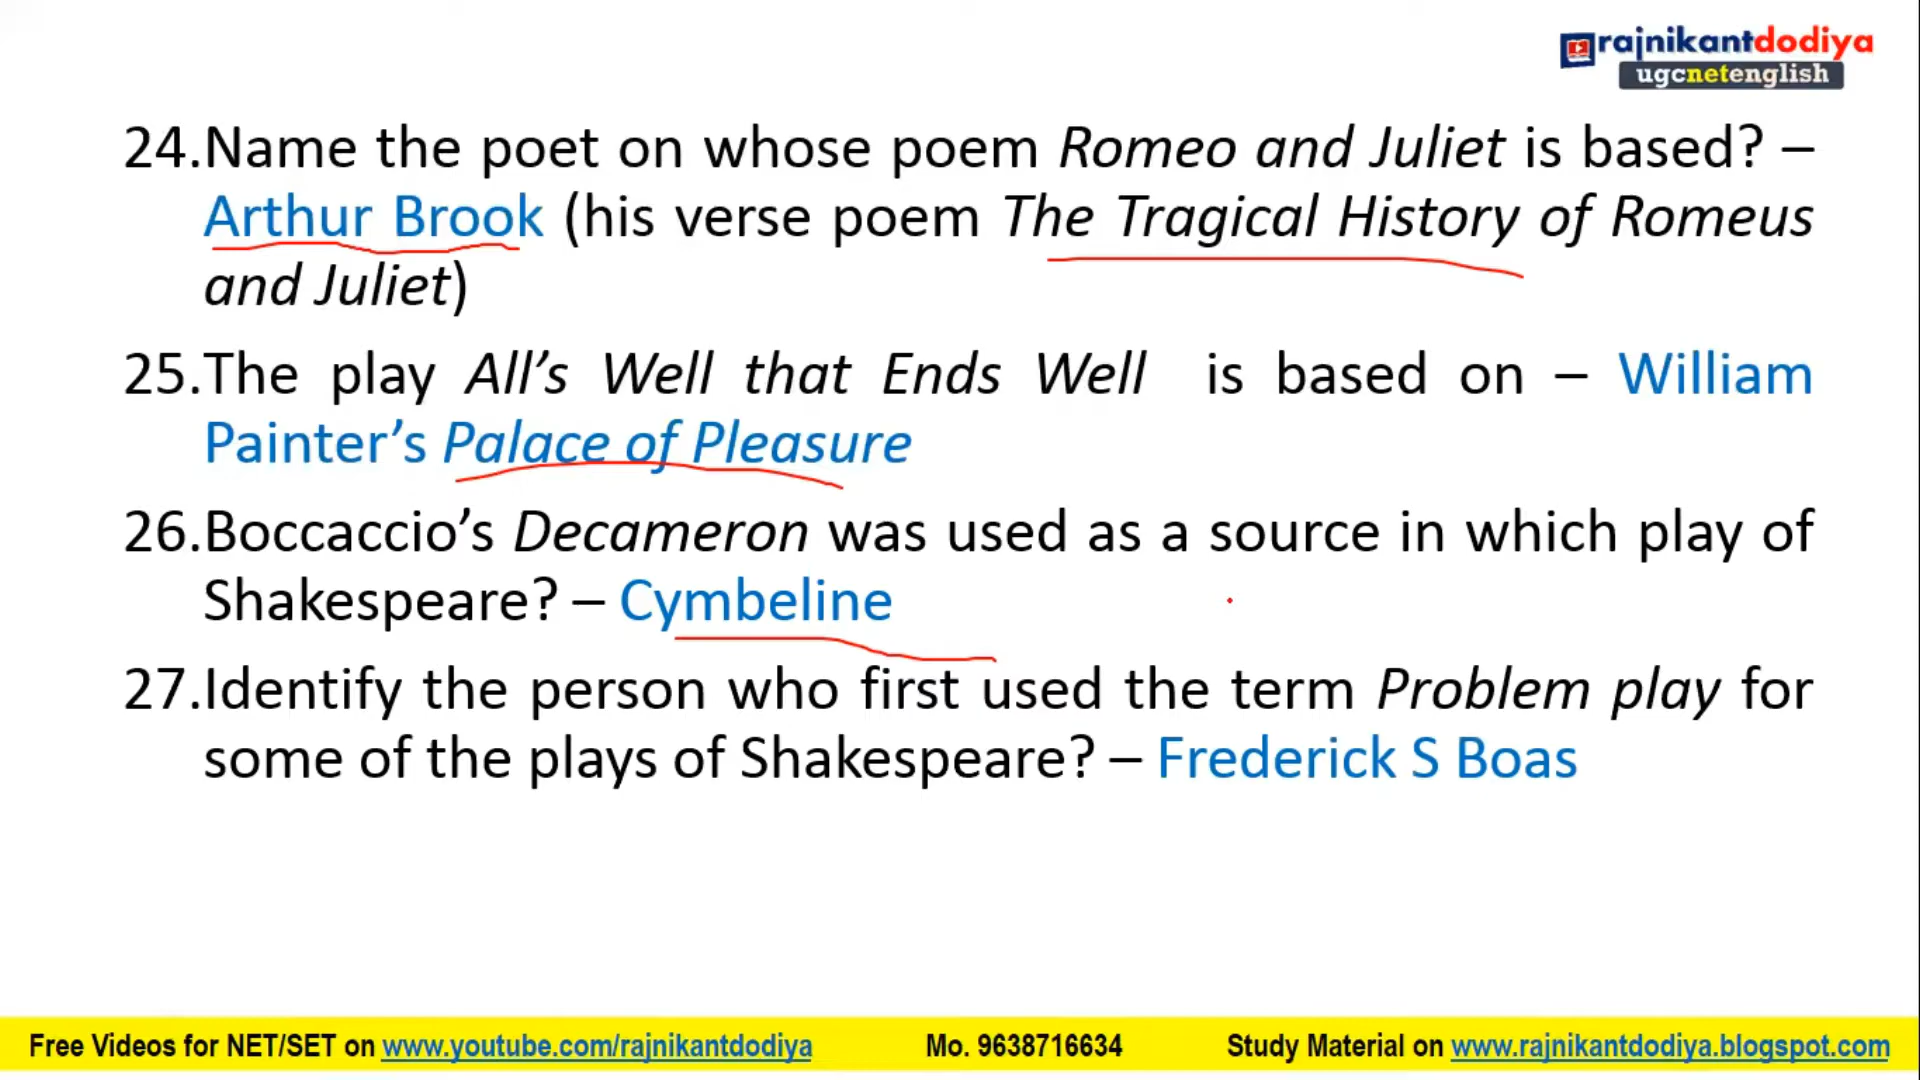 rajnikantdodiya
ugcnetenglish
24.Name the poet on whose poem Romeo and Juliet is based? –
Arthur Brook (his verse poem The Tragical History of Romeus
and Juliet)
25.The play All’s Well that Ends Well is based on – William
Painter’s Palace of Pleasure
26.Boccaccio’s Decameron was used as a source in which play of
Shakespeare? – Cymbeline
27.Identify the person who first used the term Problem play for
some of the plays of Shakespeare? – Frederick S Boas
Free Videos for NET/SET on www.youtube.com/rajnikantdodiya Mo. 9638716634 Study Material on www.rajnikantdodiya.blogspot.com